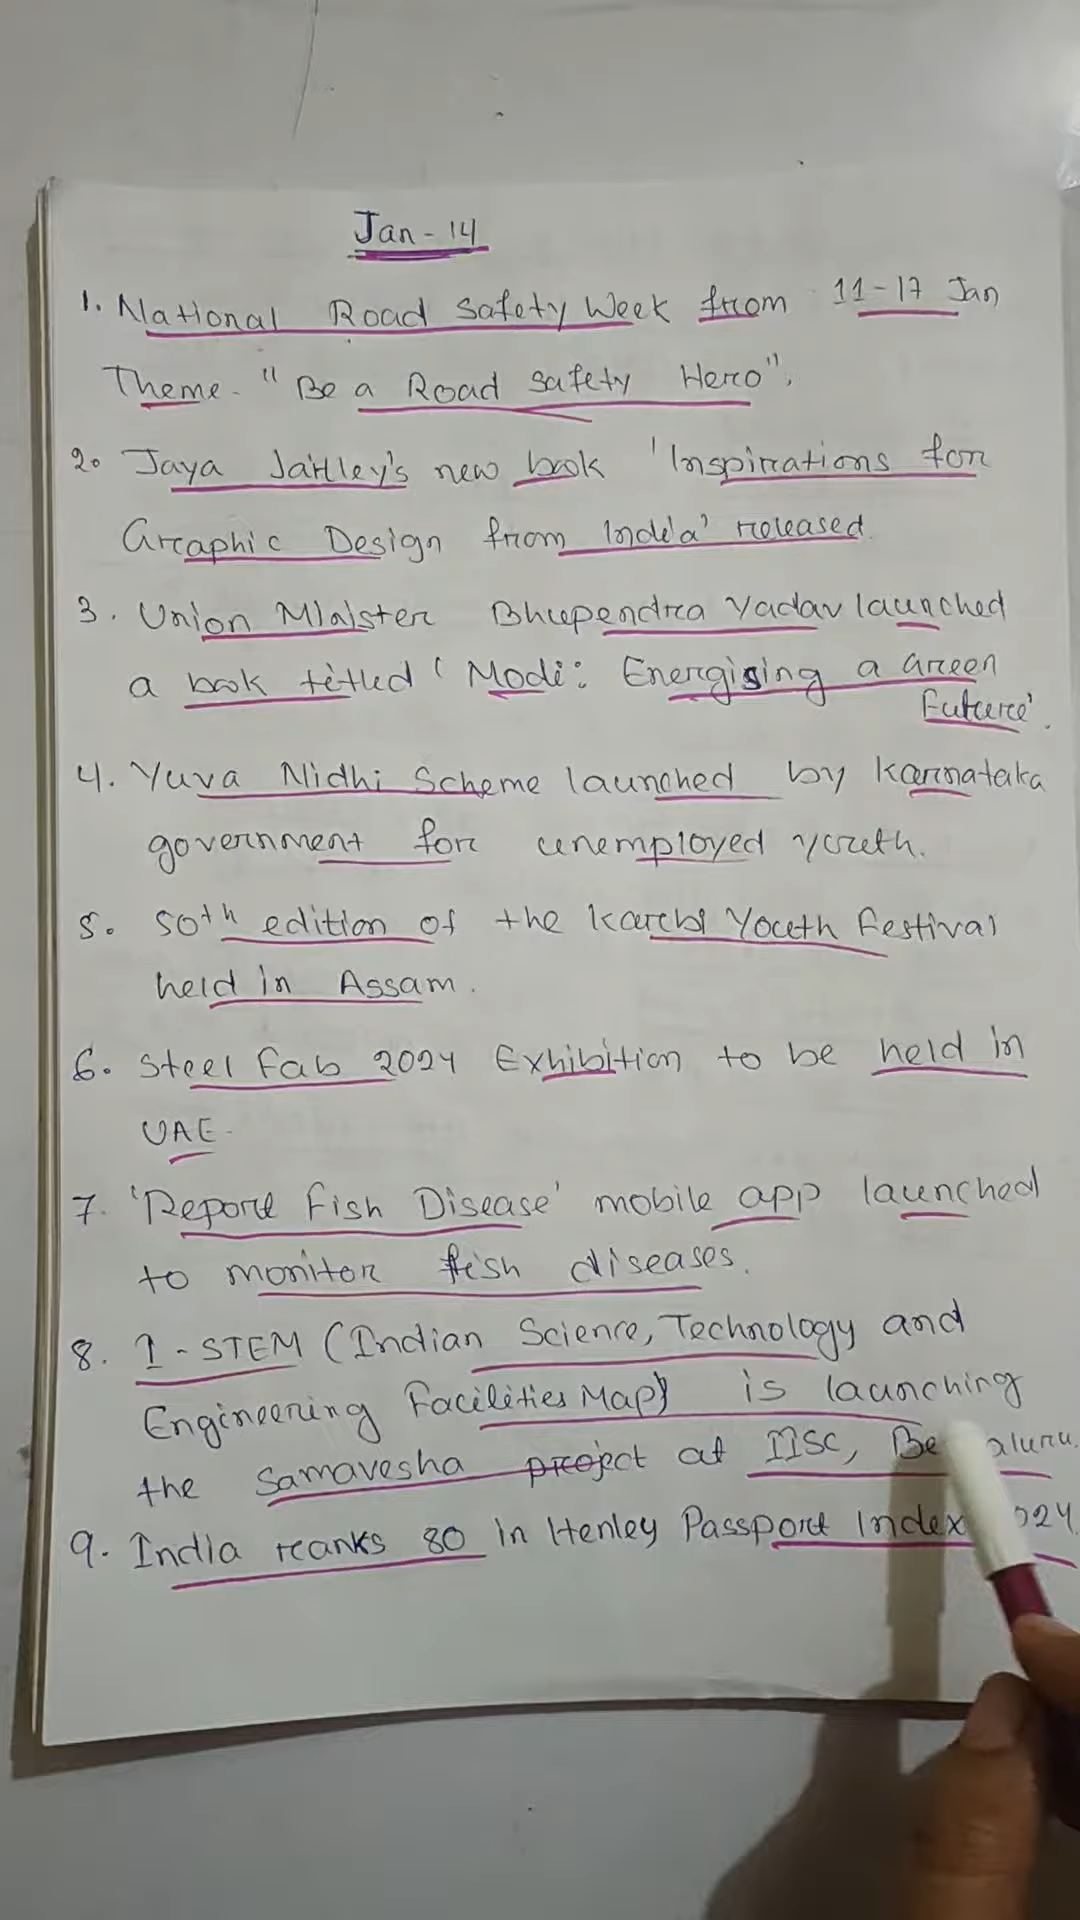 Jan - 14
1. National Road Safety Week from 11-17 Jan
Theme - "Be a Road safety Hero".
2. Jaya Jaitley's new book 'Inspirations for
Graphic Design from India' released.
3. Union Minister Bhupendra Yadav launched
a book titled 'Modi: Energising a Green
Future'.
4. Yuva Nidhi Scheme launched by Karnataka
government for unemployed youth.
5. 50th edition of the Karbi Youth Festival
held in Assam.
6. Steel Fab 2024 Exhibition to be held in
UAE.
7. 'Report Fish Disease' mobile app launched
to monitor fish diseases.
8. I-STEM (Indian Science, Technology and
Engineering Facilities Map) is launching
the Samavesha project at IISC,
9. India ranks 80 in Henley Passport Index